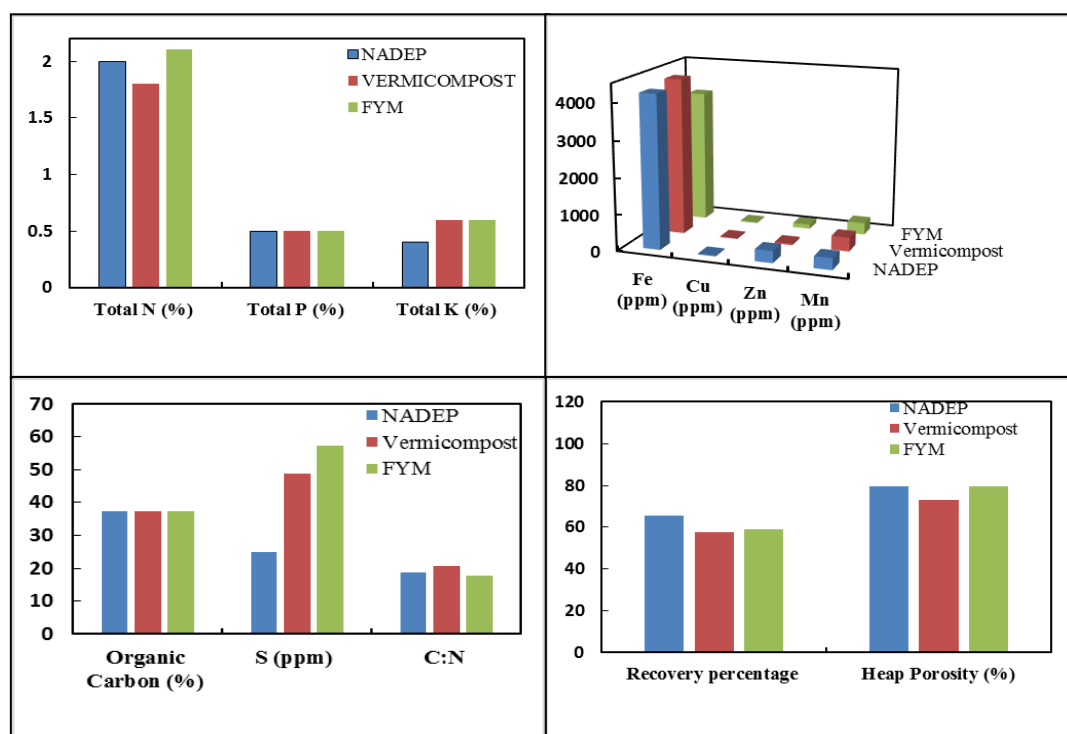 2
1.5
1
0.5
0
NADEP
VERMICOMPOST
FYM
Total N (%) Total P (%) Total K (%)
4000
3000
2000
1000
0
Fe (ppm)
Cu (ppm)
Zn (ppm)
Mn (ppm)
FYM
Vermicompost
NADEP
70
60
50
40
30
20
10
0
NADEP
Vermicompost
FYM
Organic Carbon (%)
S (ppm)
C:N
120
100
80
60
40
20
0
NADEP
Vermicompost
FYM
Recovery percentage Heap Porosity (%)